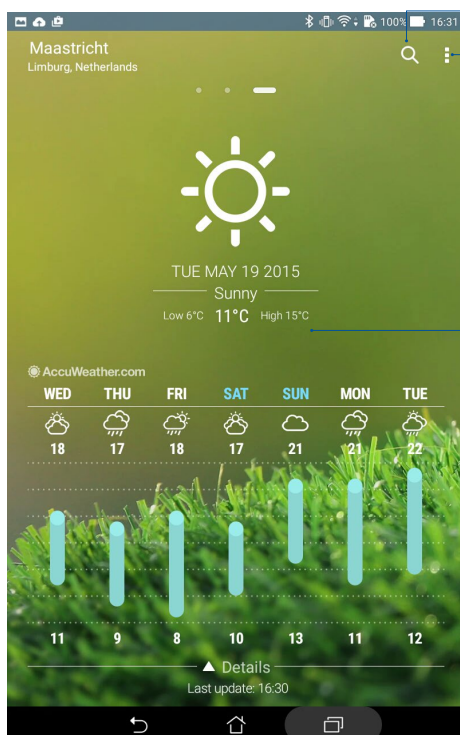 100% 16:31
Maastricht
Limburg, Netherlands
TUE MAY 19 2015
Sunny
Low 6°C 11°C High 15°C
AccuWeather.com
WED THU FRI SAT SUN MON TUE
18 17 18 17 21 21 22
11 9 8 10 13 11 12
Details
Last update: 16:30